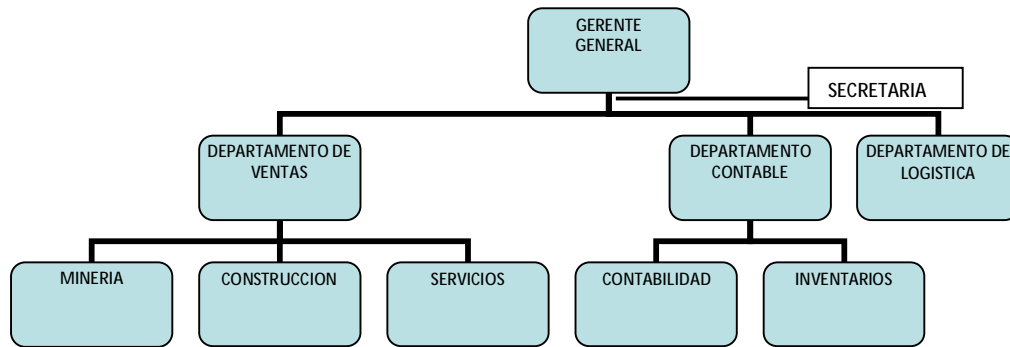 GERENTE
GENERAL
SECRETARIA
DEPARTAMENTO DE
VENTAS
DEPARTAMENTO
CONTABLE
DEPARTAMENTO DE
LOGISTICA
MINERIA
CONSTRUCCION
SERVICIOS
CONTABILIDAD
INVENTARIOS